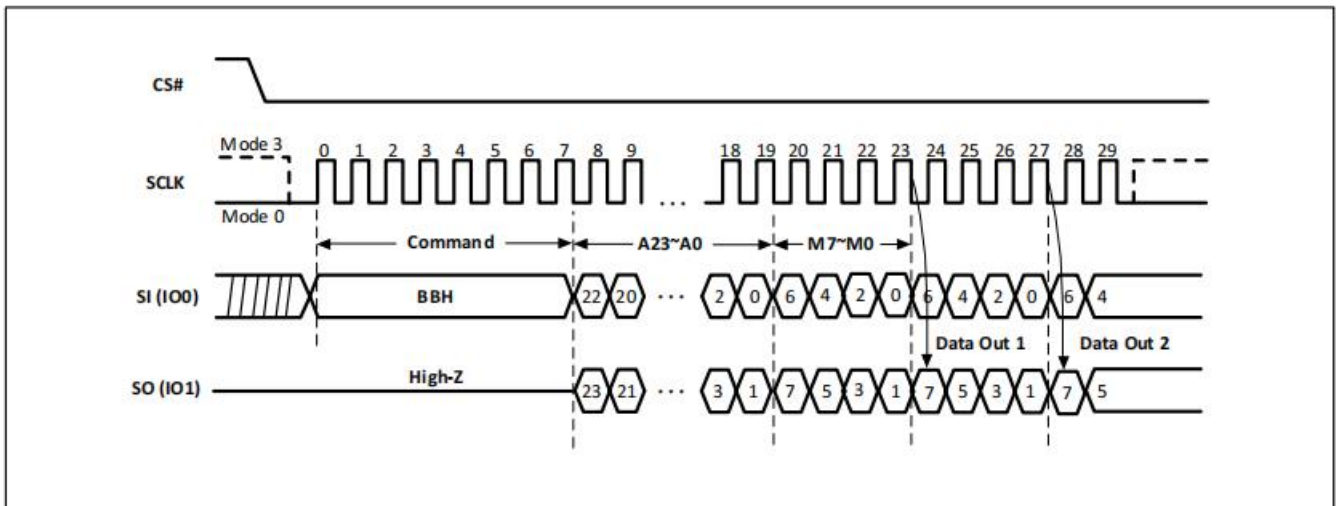 CS#
Mode 3 0 1 2 3 4 5 6 7 8 9 18 19 20 21 22 23 24 25 26 27 28 29
SCLK ...
Mode 0
Command A23~A0 M7~M0
SI (IO0) BBH 22 20 ... 2 0 6 4 2 0 6 4 2 0 6 4
Data Out 1 Data Out 2
SO (IO1) High-Z 23 21 ... 3 1 7 5 3 1 7 5 3 1 7 5